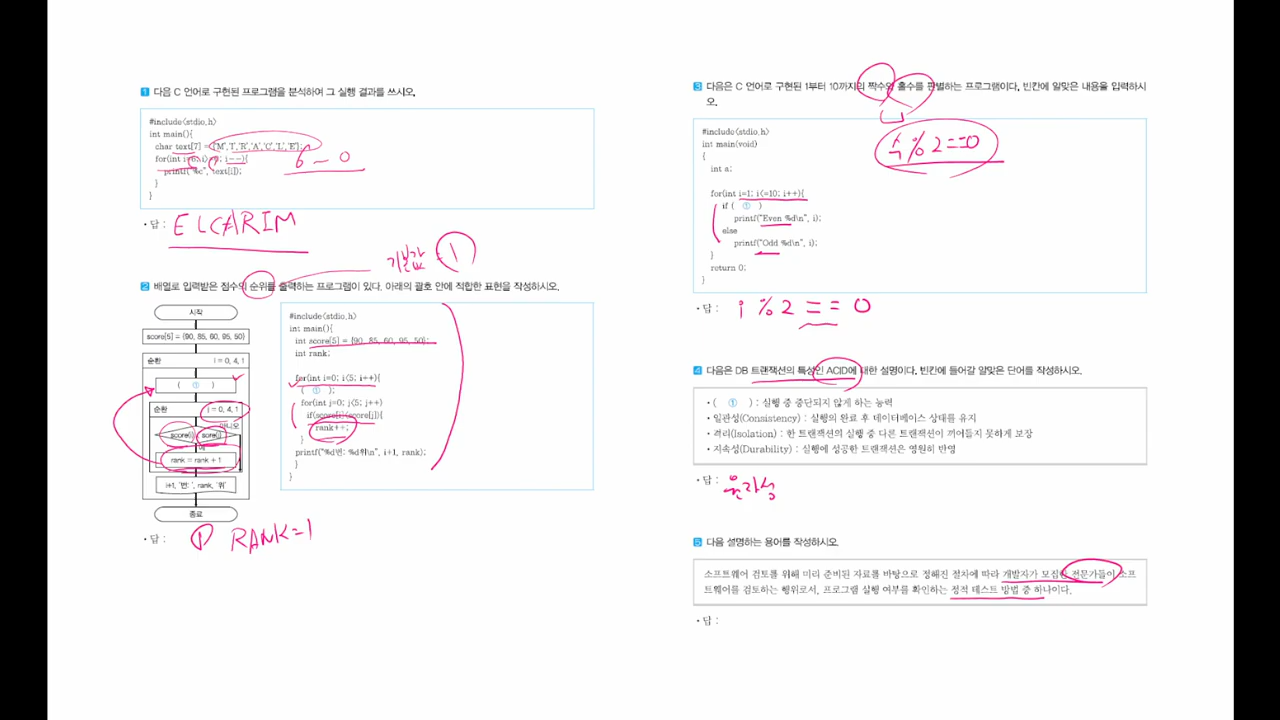 1 다음 C 언어로 구현된 프로그램을 분석하여 그 실행 결과를 쓰시오.
#include<stdio.h>
int main(){
char text[7] = {'M','I','R','A','C','L','E'};
for(int i=6; i>=0; i--){
6 ~ 0
printf("%c", text[i]);
}
}
• 답 : ELCARIM
기본값 1
2 배열로 입력받은 점수의 순위를 출력하는 프로그램이 있다. 아래의 괄호 안에 적합한 표현을 작성하시오.
시작
score[5] = {90, 85, 60, 95, 50}
순환 i = 0, 4, 1
( ① )
순환 j = 0, 4, 1
아니오
score(i) sore(j)
예
rank = rank + 1
i+1, '번: ', rank, '위'
종료
#include<stdio.h>
int main(){
int score[5] = {90, 85, 60, 95, 50};
int rank;
for(int i=0; i<5; i++){
( ① );
for(int j=0; j<5; j++)
if(score[i]<score[j]){
rank++;
}
printf("%d번: %d위\n", i+1, rank);
}
}
• 답 : ① RANK=1
3 다음은 C 언어로 구현된 1부터 10까지의 짝수와 홀수를 판별하는 프로그램이다, 빈칸에 알맞은 내용을 입력하시
오.
#include<stdio.h>
int main(void)
수%2==0
{
int a;
for(int i=1; i<=10; i++){
if ( ① )
printf("Even %d\n", i);
else
printf("Odd %d\n", i);
}
return 0;
}
• 답 : i%2==0
4 다음은 DB 트랜잭션의 특성인 ACID에 대한 설명이다. 빈칸에 들어갈 알맞은 단어를 작성하시오.
• ( ① ) : 실행 중 중단되지 않게 하는 능력
• 일관성(Consistency) : 실행의 완료 후 데이터베이스 상태를 유지
• 격리(Isolation) : 한 트랜잭션의 실행 중 다른 트랜잭션이 끼어들지 못하게 보장
• 지속성(Durability) : 실행에 성공한 트랜잭션은 영원히 반영
• 답 : 원자성
5 다음 설명하는 용어를 작성하시오.
소프트웨어 검토를 위해 미리 준비된 자료를 바탕으로 정해진 절차에 따라 개발자가 모집한 전문가들이 소프
트웨어를 검토하는 행위로서, 프로그램 실행 여부를 확인하는 정적 테스트 방법 중 하나이다.
• 답 :